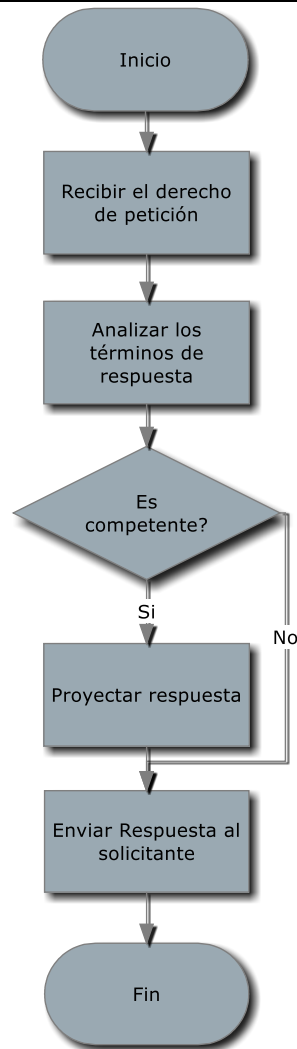 Inicio
Recibir el derecho
de petición
Analizar los
términos de
respuesta
Es
competente?
Si
No
Proyectar respuesta
Enviar Respuesta al
solicitante
Fin